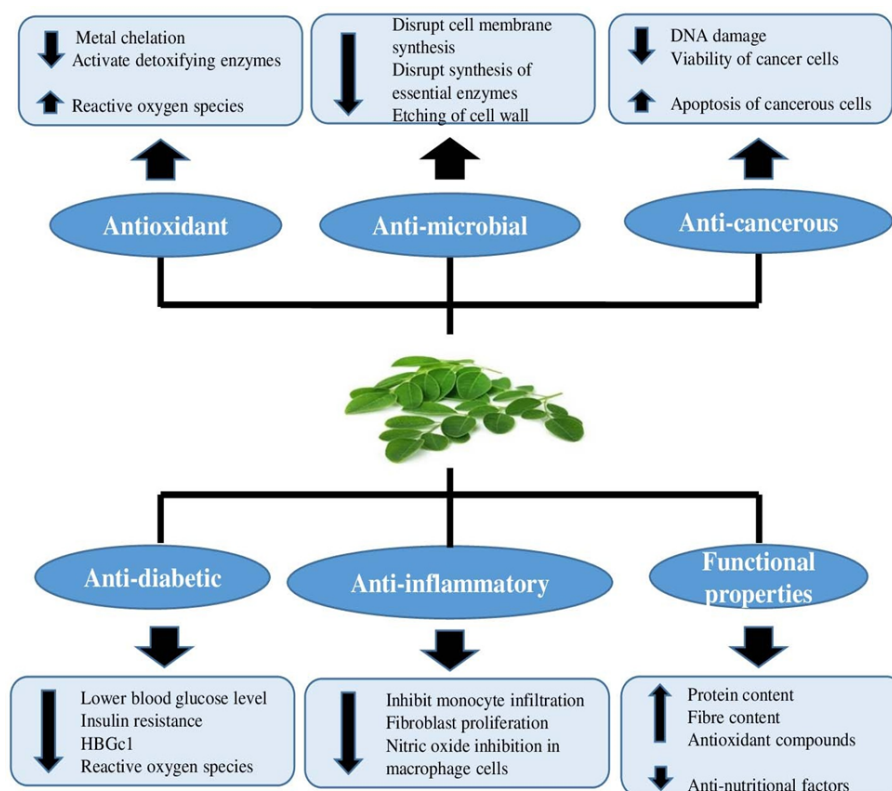 Metal chelation
Activate detoxifying enzymes
Reactive oxygen species
Disrupt cell membrane
synthesis
Disrupt synthesis of
essential enzymes
Etching of cell wall
DNA damage
Viability of cancer cells
Apoptosis of cancerous cells
Antioxidant
Anti-microbial
Anti-cancerous
Anti-diabetic
Anti-inflammatory
Functional
properties
Lower blood glucose level
Insulin resistance
HBGc1
Reactive oxygen species
Inhibit monocyte infiltration
Fibroblast proliferation
Nitric oxide inhibition in
macrophage cells
Protein content
Fibre content
Antioxidant compounds
Anti-nutritional factors